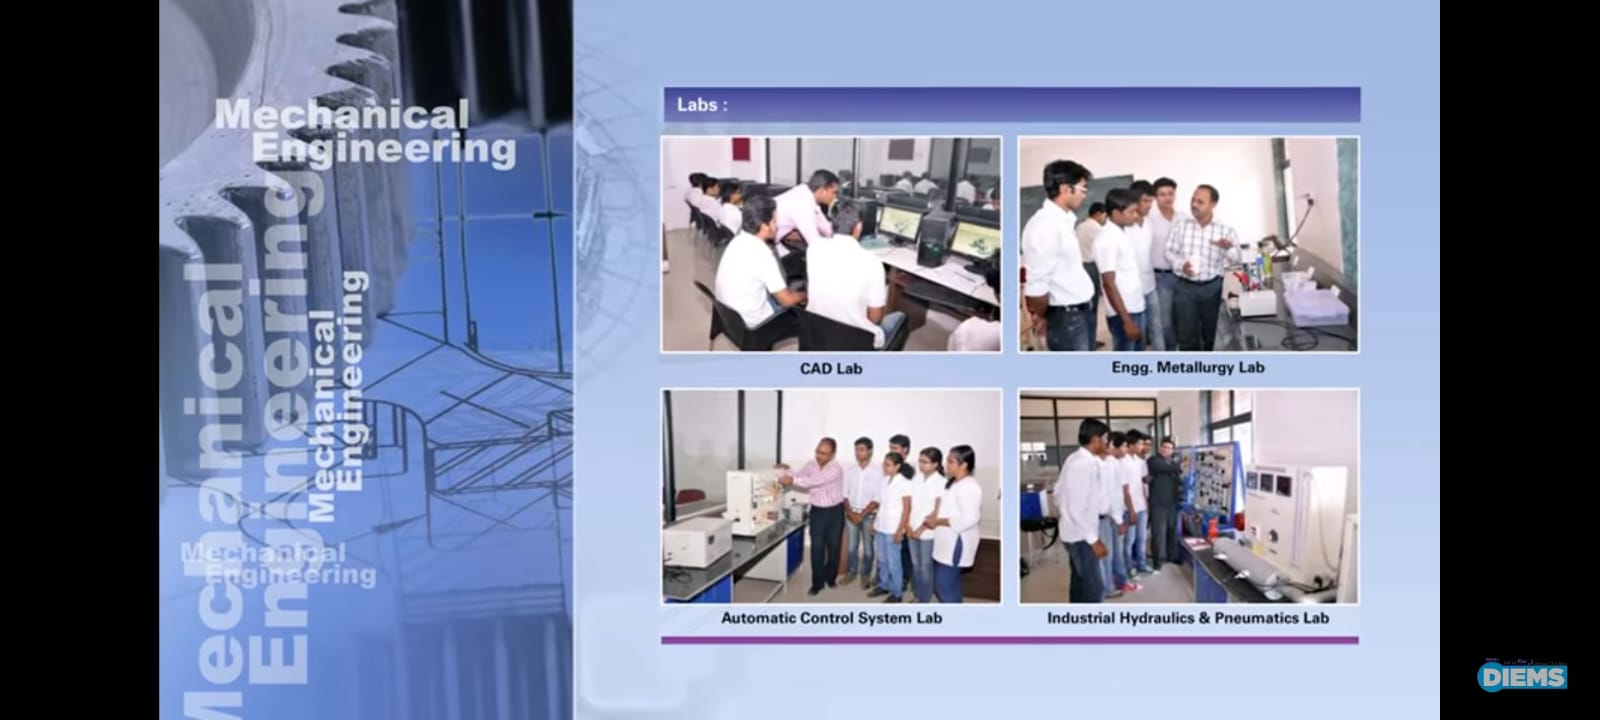 Mechanical
Engineering
Mechanical
Engineering
Mechanical
Engineering
Mechanical
Engineering
Labs :
CAD Lab
Engg. Metallurgy Lab
Automatic Control System Lab
Industrial Hydraulics & Pneumatics Lab
DIEMS